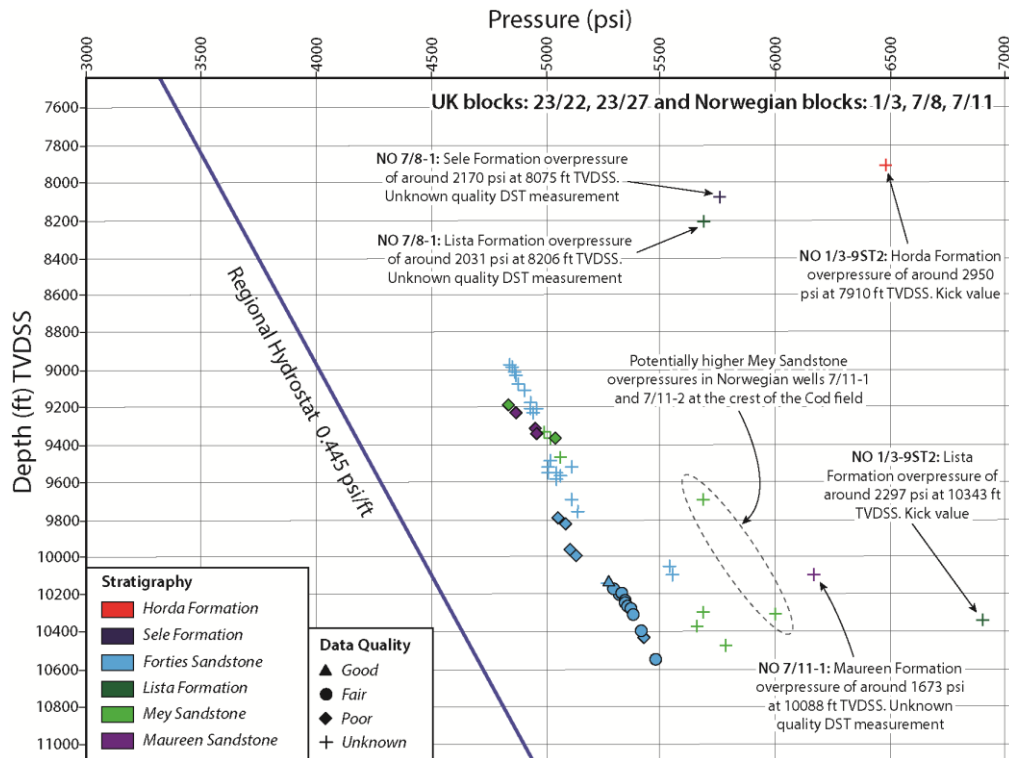 Pressure (psi)
3000
3500
4000
4500
5000
5500
6000
6500
7000
UK blocks: 23/22, 23/27 and Norwegian blocks: 1/3, 7/8, 7/11
Depth (ft) TVDSS
7600
7800
8000
8200
8400
8600
8800
9000
9200
9400
9600
9800
10000
10200
10400
10600
10800
11000
NO 7/8-1: Sele Formation overpressure
of around 2170 psi at 8075 ft TVDSS.
Unknown quality DST measurement
NO 7/8-1: Lista Formation overpressure
of around 2031 psi at 8206 ft TVDSS.
Unknown quality DST measurement
NO 1/3-9ST2: Horda Formation
overpressure of around 2950
psi at 7910 ft TVDSS. Kick value
Regional Hydrostat 0.445 psi/ft
Potentially higher Mey Sandstone
overpressures in Norwegian wells 7/11-1
and 7/11-2 at the crest of the Cod field
NO 1/3-9ST2: Lista
Formation overpressure of
around 2297 psi at 10343 ft
TVDSS. Kick value
NO 7/11-1: Maureen Formation
overpressure of around 1673 psi
at 10088 ft TVDSS. Unknown
quality DST measurement
Stratigraphy
Horda Formation
Sele Formation
Forties Sandstone
Lista Formation
Mey Sandstone
Maureen Sandstone
Data Quality
Good
Fair
Poor
Unknown